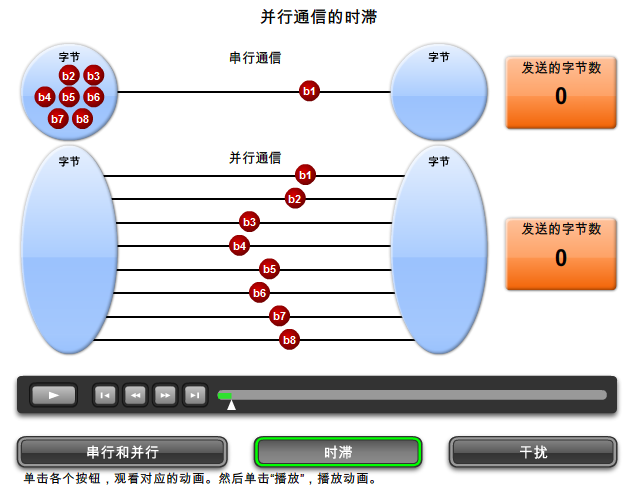 并行通信的时滞
字节
串行通信
字节
发送的字节数
b2 b3
b1
0
b4 b5 b6
b7 b8
字节
并行通信
字节
b1
b2
b3
发送的字节数
b4
0
b5
b6
b7
b8
串行和并行
时滞
干扰
单击各个按钮，观看对应的动画。然后单击“播放”，播放动画。